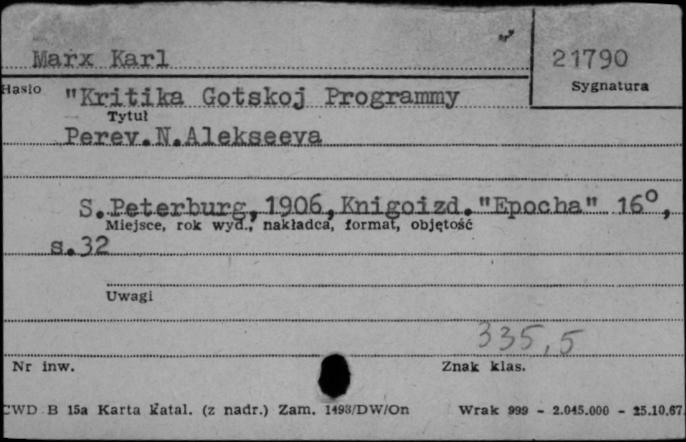 Marx Karl
21790
Hasło
Sygnatura
"Kritika Gotskoj Programmy
Tytuł
Perev.N.Alekseeva
S.Peterburg,1906,Knigoizd."Epocha" 16°,
Miejsce, rok wyd., nakładca, format, objętość
s.32
Uwagi
335,5
Nr inw.
Znak klas.
CWD B 15a Karta katal. (z nadr.) Zam. 1493/DW/On Wrak 999 - 2.045.000 - 25.10.67